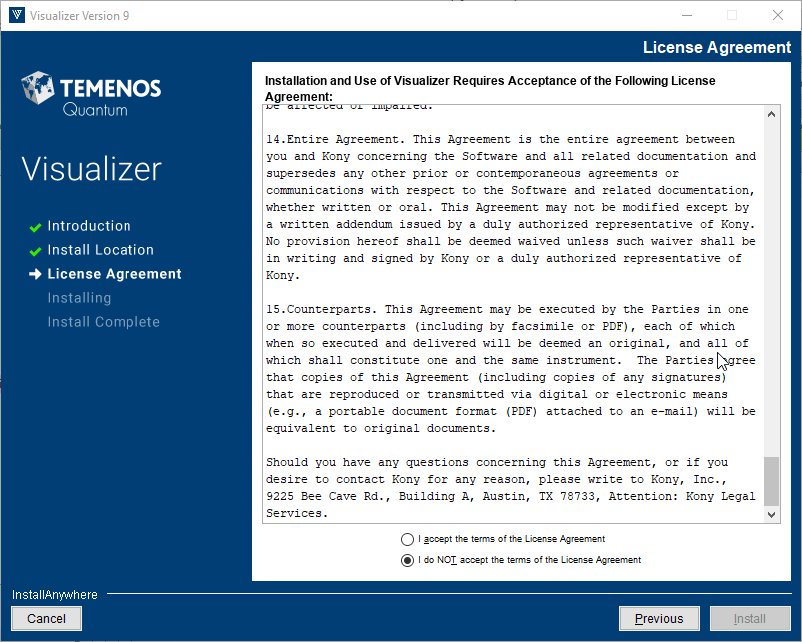 Visualizer Version 9
License Agreement
TEMENOS
Quantum
Visualizer
Introduction
Install Location
License Agreement
Installing
Install Complete
Installation and Use of Visualizer Requires Acceptance of the Following License
Agreement:
be affected or impaired.
14.Entire Agreement. This Agreement is the entire agreement between
you and Kony concerning the Software and all related documentation and
supersedes any other prior or contemporaneous agreements or
communications with respect to the Software and related documentation,
whether written or oral. This Agreement may not be modified except by
a written addendum issued by a duly authorized representative of Kony.
No provision hereof shall be deemed waived unless such waiver shall be
in writing and signed by Kony or a duly authorized representative of
Kony.
15.Counterparts. This Agreement may be executed by the Parties in one
or more counterparts (including by facsimile or PDF), each of which
when so executed and delivered will be deemed an original, and all of
which shall constitute one and the same instrument.  The Parties agree
that copies of this Agreement (including copies of any signatures)
that are reproduced or transmitted via digital or electronic means
(e.g., a portable document format (PDF) attached to an e-mail) will be
equivalent to original documents.
Should you have any questions concerning this Agreement, or if you
desire to contact Kony for any reason, please write to Kony, Inc.,
9225 Bee Cave Rd., Building A, Austin, TX 78733, Attention: Kony Legal
Services.
I accept the terms of the License Agreement
I do NOT accept the terms of the License Agreement
InstallAnywhere
Cancel
Previous
Install